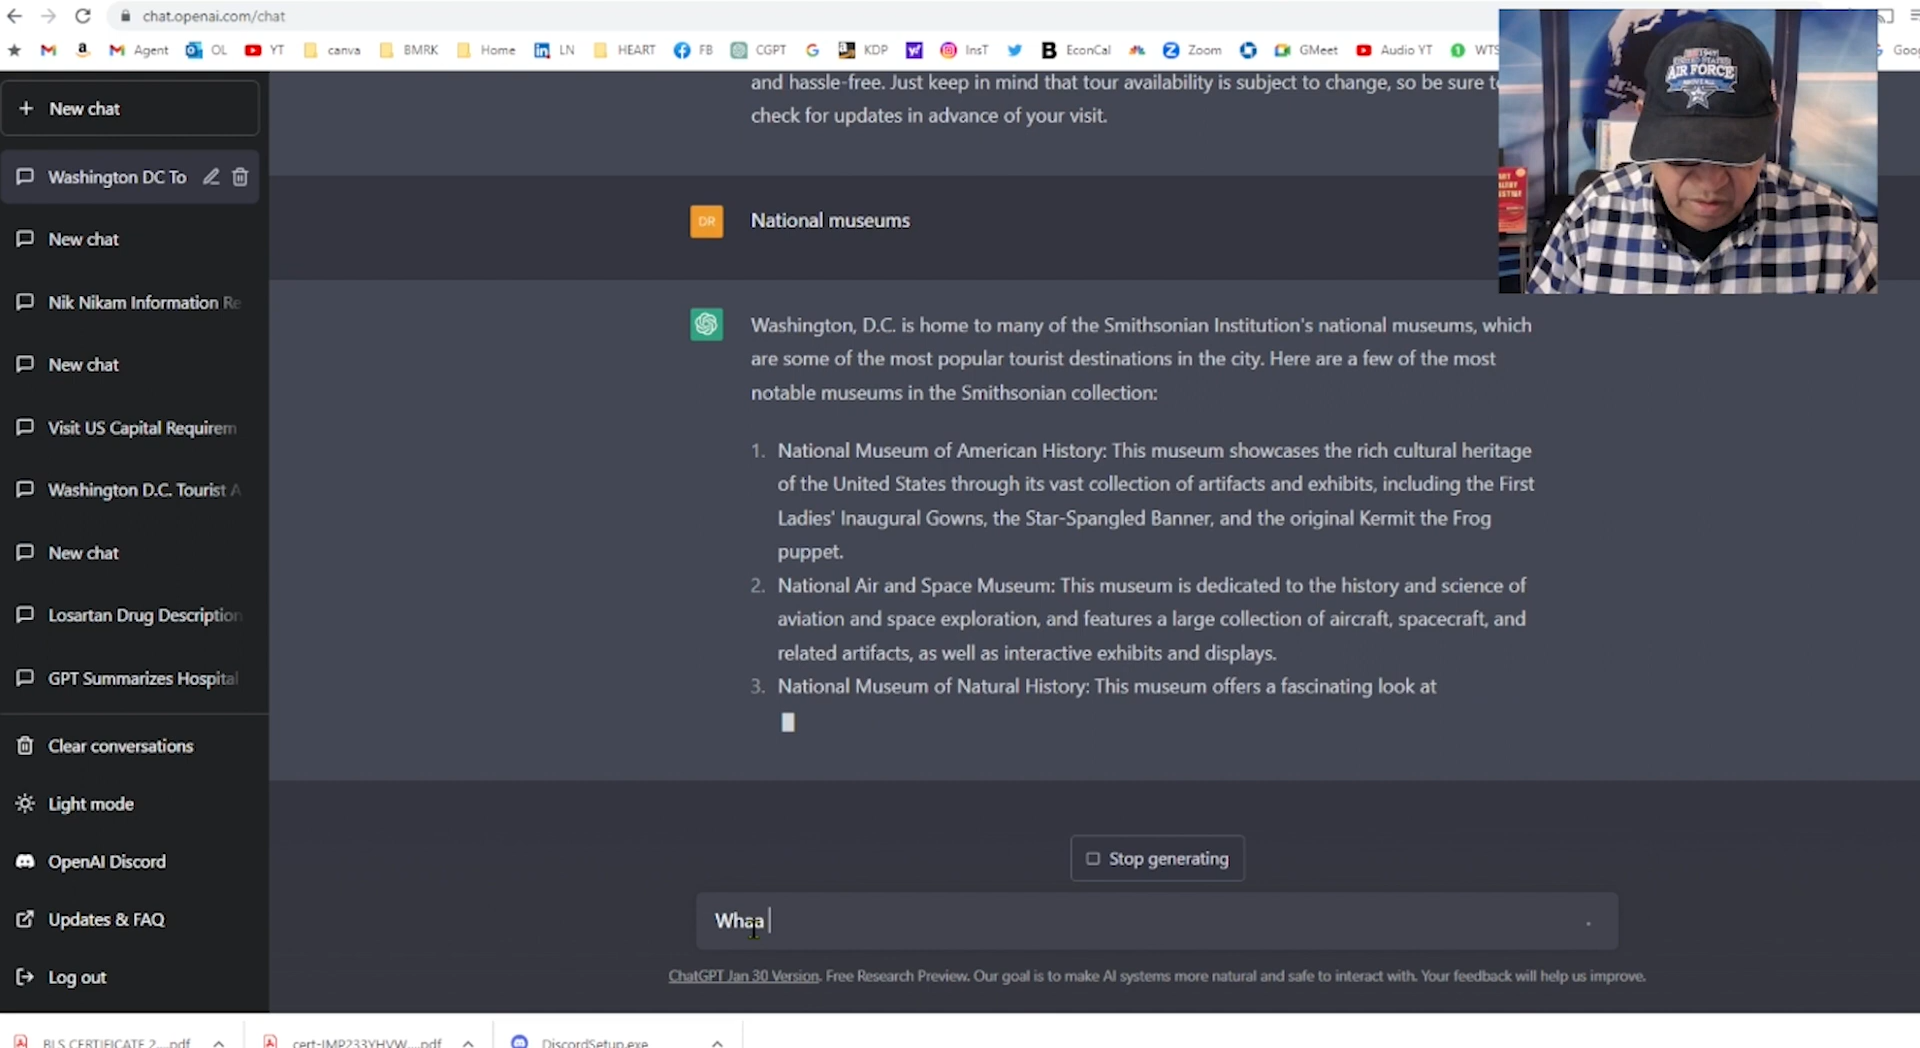 chat.openai.com/chat
Agent OL YT canva BMRK Home LN HEART FB CGPT KDP InsT EconCal Zoom GMeet Audio YT WTS Goo
AIR FORCE
New chat
Washington DC To
New chat
Nik Nikam Information Re
New chat
Visit US Capital Requirem
Washington D.C. Tourist A
New chat
Losartan Drug Description
GPT Summarizes Hospital
Clear conversations
Light mode
OpenAI Discord
Updates & FAQ
Log out
and hassle-free. Just keep in mind that tour availability is subject to change, so be sure to
check for updates in advance of your visit.
DR National museums
Washington, D.C. is home to many of the Smithsonian Institution's national museums, which
are some of the most popular tourist destinations in the city. Here are a few of the most
notable museums in the Smithsonian collection:
1. National Museum of American History: This museum showcases the rich cultural heritage
of the United States through its vast collection of artifacts and exhibits, including the First
Ladies' Inaugural Gowns, the Star-Spangled Banner, and the original Kermit the Frog
puppet.
2. National Air and Space Museum: This museum is dedicated to the history and science of
aviation and space exploration, and features a large collection of aircraft, spacecraft, and
related artifacts, as well as interactive exhibits and displays.
3. National Museum of Natural History: This museum offers a fascinating look at
Stop generating
Whaa
ChatGPT Jan 30 Version. Free Research Preview. Our goal is to make AI systems more natural and safe to interact with. Your feedback will help us improve.
BLS CERTIFICATE 2....pdf cert-IMP233YHVW....pdf DiscordSetup.exe